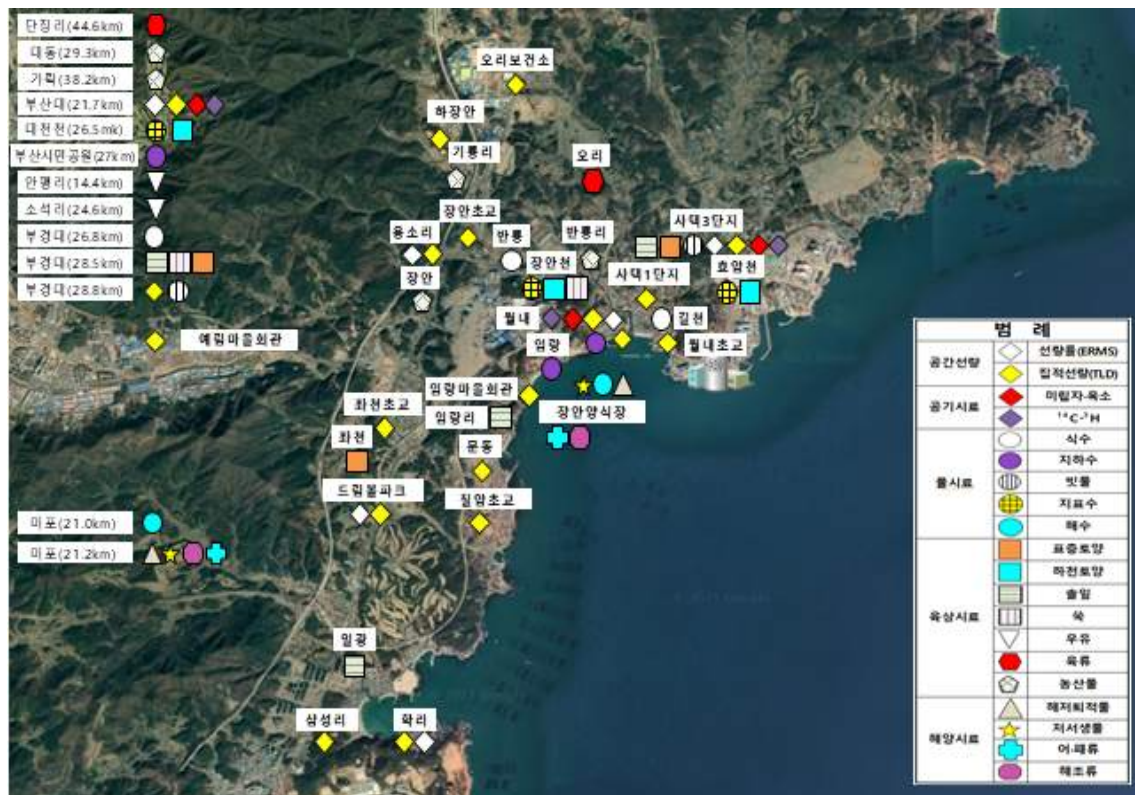 단장리(44.6km)
대동(29.3km)
기획(38.2km)
부산대(21.7km)
대천천(26.5mk)
부산시민공원(27km)
안평리(14.4km)
소석리(24.6km)
부경대(26.8km)
부경대(28.5km)
부경대(28.8km)
예림마을회관
미포(21.0km)
미포(21.2km)
오리보건소
하장안
기룡리
오리
장안초교
사택3단지
용소리
반룡
반룡리
장안
장안천
사택1단지
효암천
월내
길천
임랑
월내초교
임랑마을회관
좌천초교
임랑리
장안양식장
좌천
문동
드림볼파크
칠암초교
일광
삼성리
학리
범 례
공간선량
선량률(ERMS)
집적선량(TLD)
공기시료
미립자·옥소
¹⁴C-³H
물시료
식수
지하수
빗물
지표수
해수
육상시료
표층토양
하천토양
솔잎
쑥
우유
육류
농산물
해양시료
해저퇴적물
저서생물
어·패류
해조류